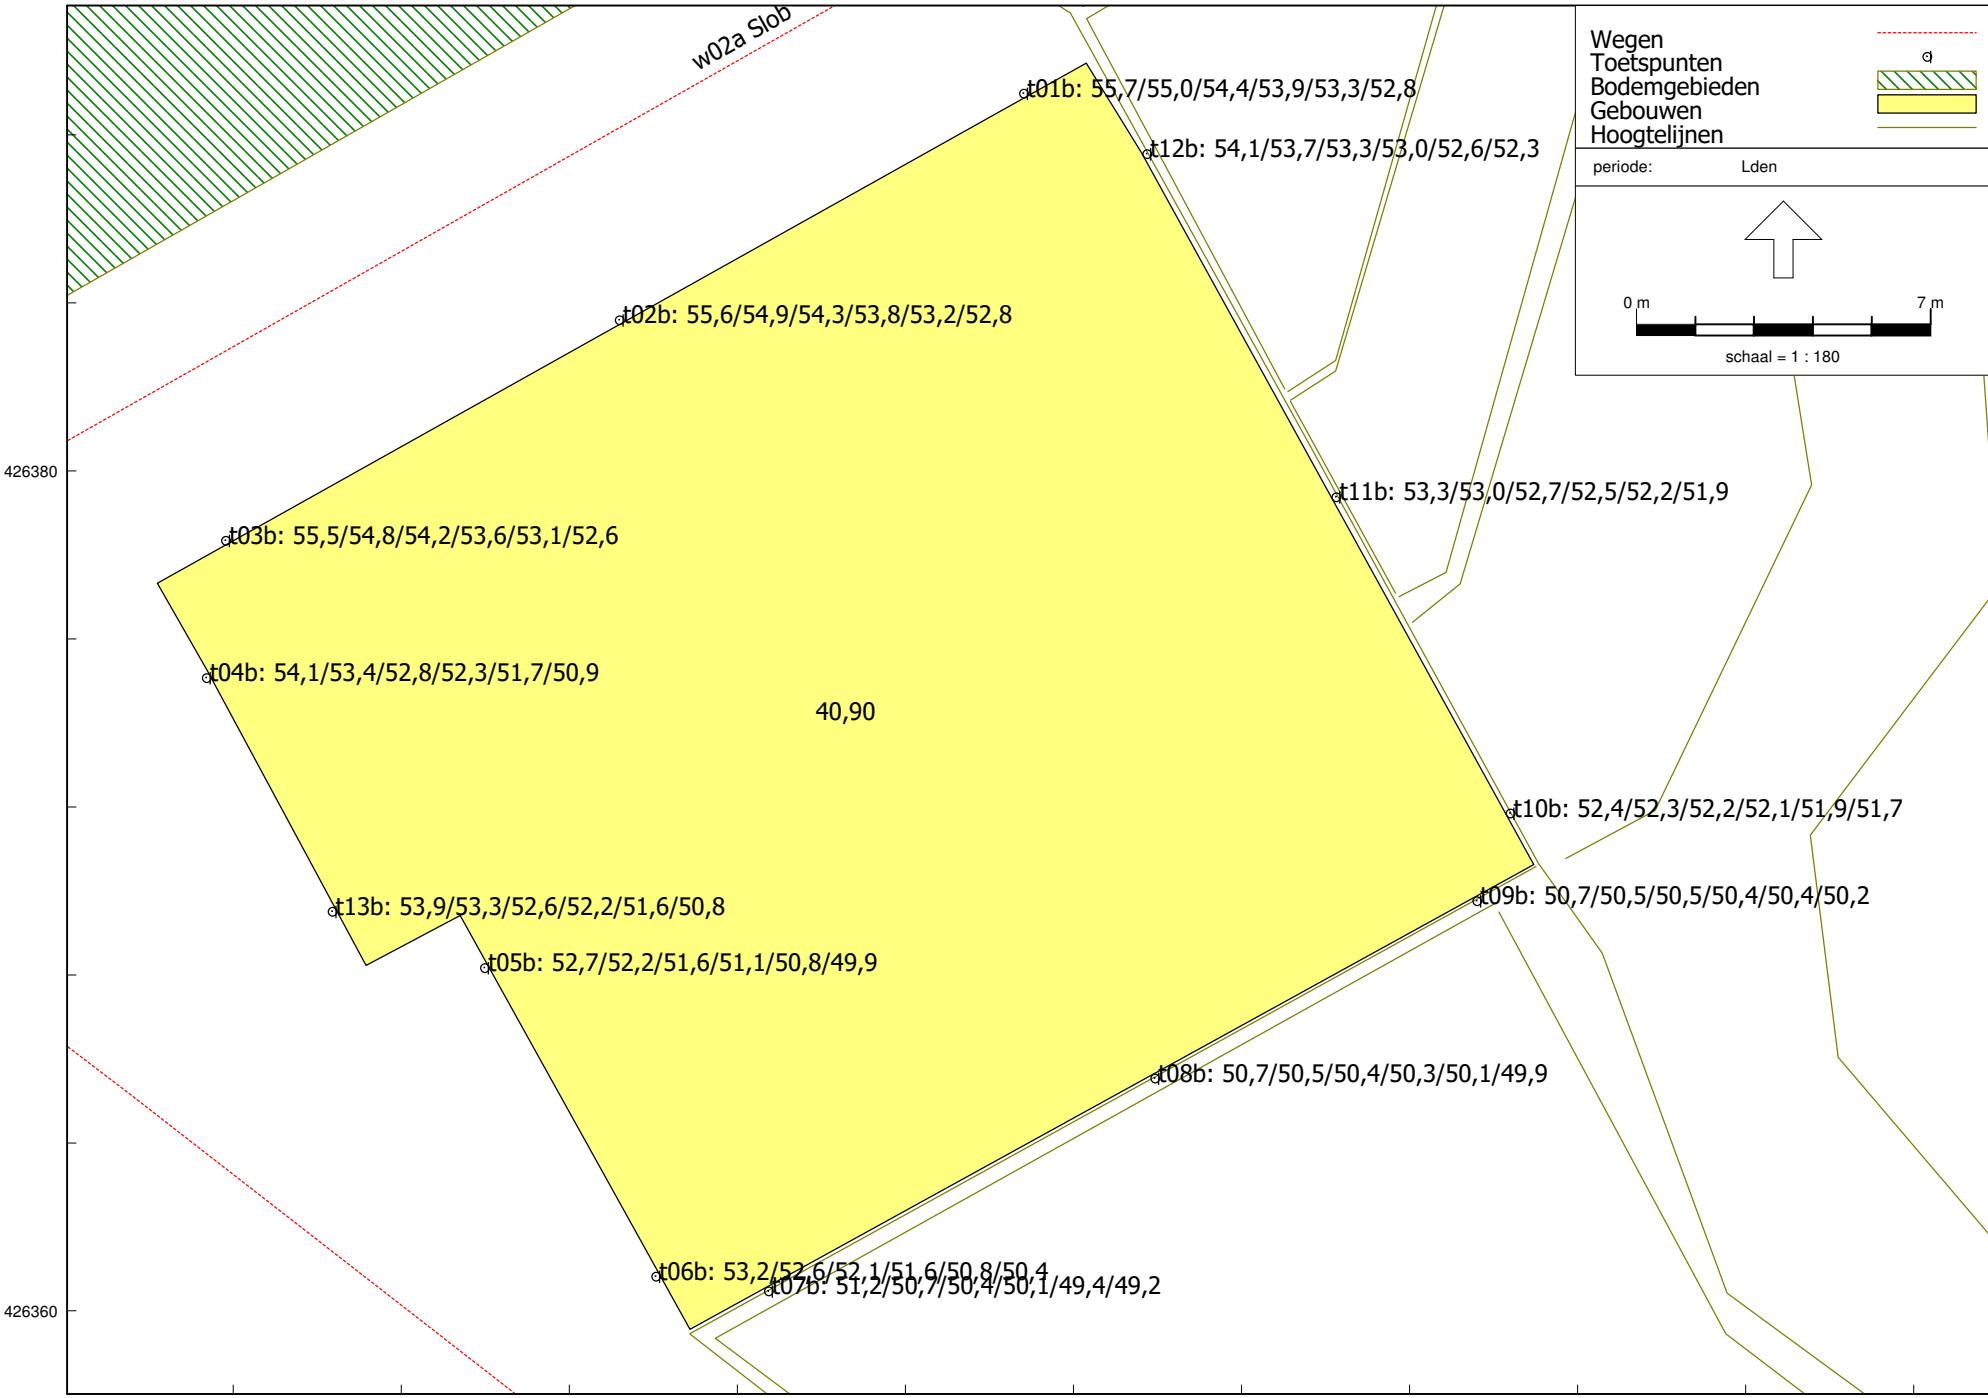 w02a Slob
Wegen
Toetspunten
Bodemgebieden
Gebouwen
Hoogtelijnen
periode: Lden
0 m 7 m
schaal = 1 : 180
t01b: 55,7/55,0/54,4/53,9/53,3/52,8
t12b: 54,1/53,7/53,3/53,0/52,6/52,3
t02b: 55,6/54,9/54,3/53,8/53,2/52,8
426380
t11b: 53,3/53,0/52,7/52,5/52,2/51,9
t03b: 55,5/54,8/54,2/53,6/53,1/52,6
t04b: 54,1/53,4/52,8/52,3/51,7/50,9
40,90
t10b: 52,4/52,3/52,2/52,1/51,9/51,7
t09b: 50,7/50,5/50,5/50,4/50,4/50,2
t13b: 53,9/53,3/52,6/52,2/51,6/50,8
t05b: 52,7/52,2/51,6/51,1/50,8/49,9
t08b: 50,7/50,5/50,4/50,3/50,1/49,9
t06b: 53,2/52,6/52,1/51,6/50,8/50,4
t07b: 51,2/50,7/50,4/50,1/49,4/49,2
426360